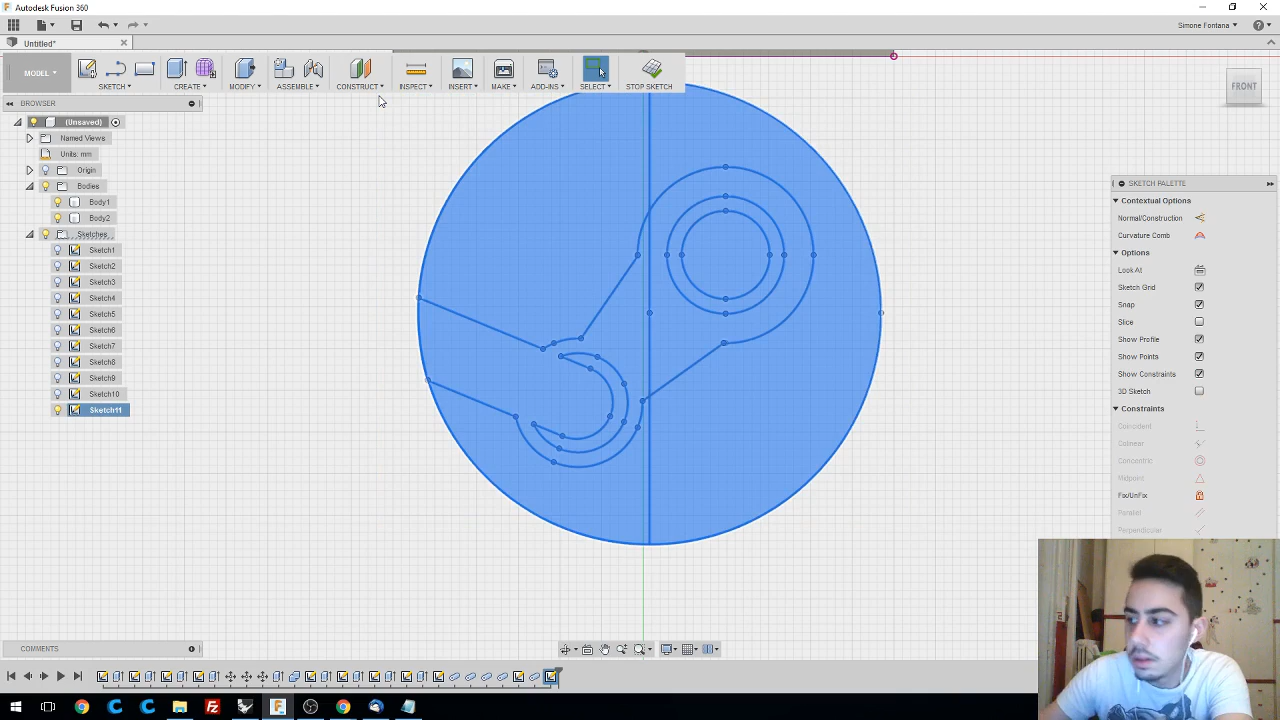 Autodesk Fusion 360
Simone Fontana
Untitled*
MODEL
SKETCH
CREATE
MODIFY
ASSEMBLE
CONSTRUCT
INSPECT
INSERT
MAKE
ADD-INS
SELECT
STOP SKETCH
FRONT
BROWSER
(Unsaved)
Named Views
Units: mm
Origin
Bodies
Body1
Body2
Sketches
Sketch1
Sketch2
Sketch3
Sketch4
Sketch5
Sketch6
Sketch7
Sketch8
Sketch9
Sketch10
Sketch11
SKETCH PALETTE
Contextual Options
Normal/Construction
Curvature Comb
Options
Look At
Sketch Grid
Snap
Slice
Show Profile
Show Points
Show Constraints
3D Sketch
Constraints
Coincident
Colinear
Concentric
Midpoint
Fix/UnFix
Parallel
Perpendicular
COMMENTS